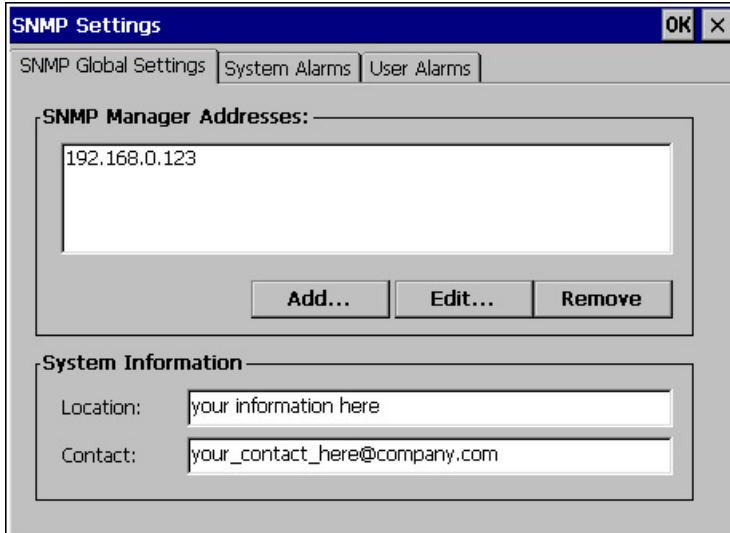 SNMP Settings OK ×
SNMP Global Settings System Alarms User Alarms
SNMP Manager Addresses:
192.168.0.123
Add... Edit... Remove
System Information
Location: your information here
Contact: your_contact_here@company.com